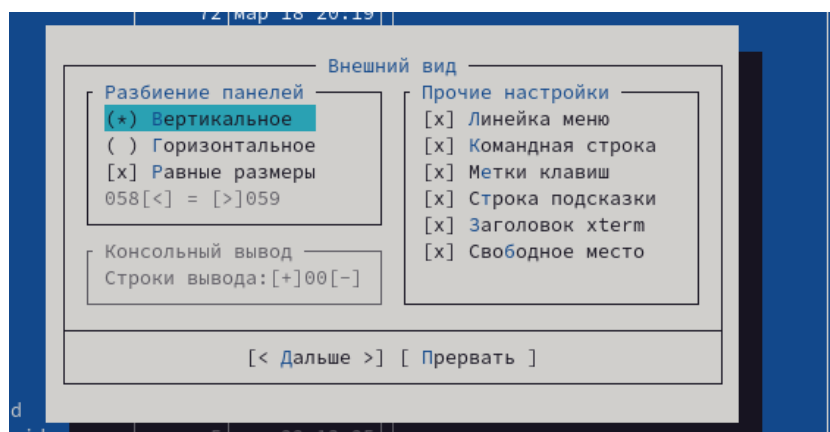 72 мар 18 20:19
Внешний вид
Разбиение панелей
(*) Вертикальное
( ) Горизонтальное
[x] Равные размеры
058[<] = [>]059
Консольный вывод
Строки вывода:[+]00[-]
Прочие настройки
[x] Линейка меню
[x] Командная строка
[x] Метки клавиш
[x] Строка подсказки
[x] Заголовок xterm
[x] Свободное место
[< Дальше >] [ Прервать ]
d